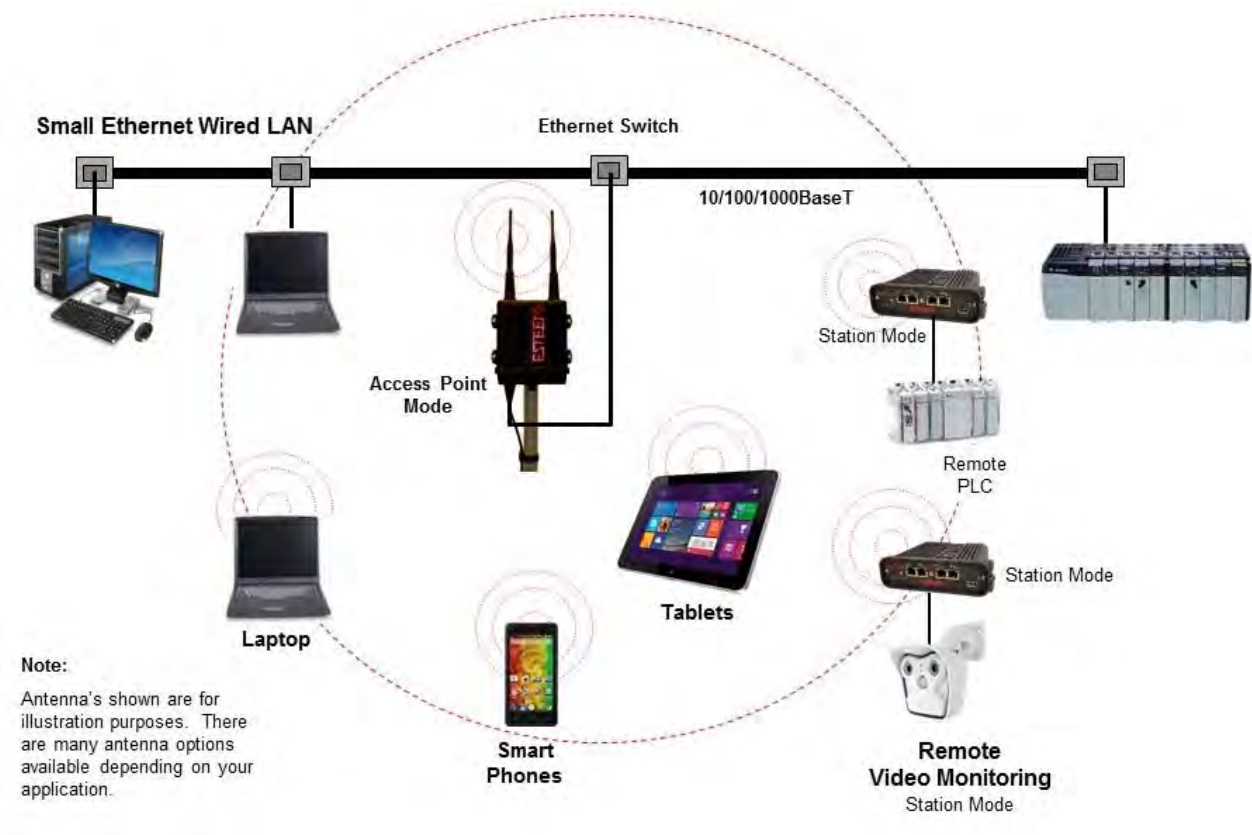 Small Ethernet Wired LAN
Ethernet Switch
10/100/1000BaseT
ESTEEM
Access Point
Mode
Station Mode
Remote
PLC
Station Mode
Laptop
Tablets
Smart
Phones
Remote
Video Monitoring
Station Mode
Note:
Antenna's shown are for
illustration purposes. There
are many antenna options
available depending on your
application.